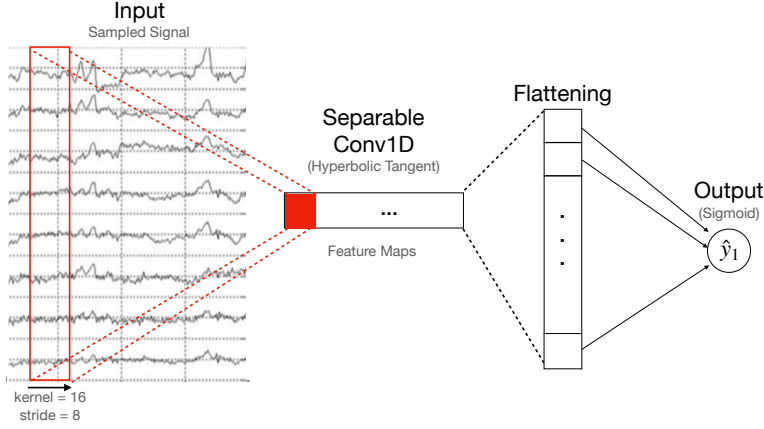 Input
Sampled Signal
kernel = 16
stride = 8
Separable
Conv1D
(Hyperbolic Tangent)
...
Feature Maps
Flattening
Output
(Sigmoid)
ŷ₁